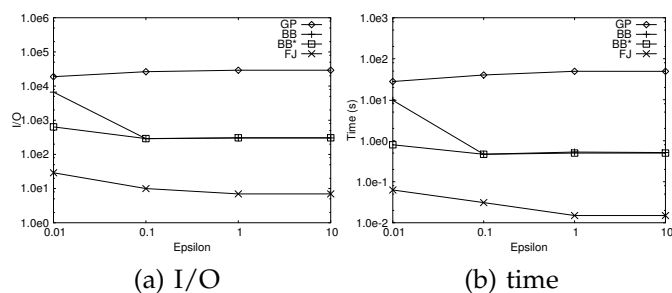 GP
BB
BB*
FJ
1.0e6
1.0e5
1.0e4
1.0e3
1.0e2
1.0e1
1.0e0
I/O
0.01 0.1 1 10
Epsilon
(a) I/O
GP
BB
BB*
FJ
1.0e3
1.0e2
1.0e1
1.0e0
1.0e-1
1.0e-2
Time (s)
0.01 0.1 1 10
Epsilon
(b) time